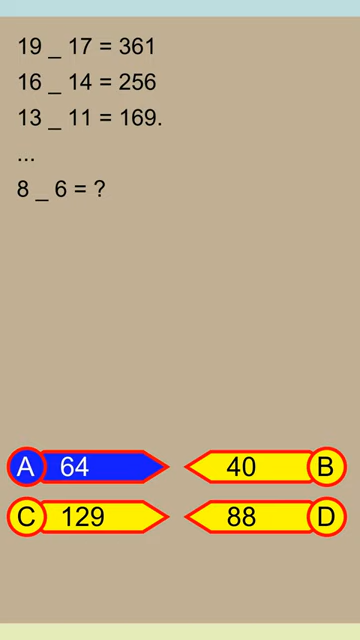 19 _ 17 = 361
16 _ 14 = 256
13 _ 11 = 169.
...
8 _ 6 = ?
A 64
40 B
C 129
88 D